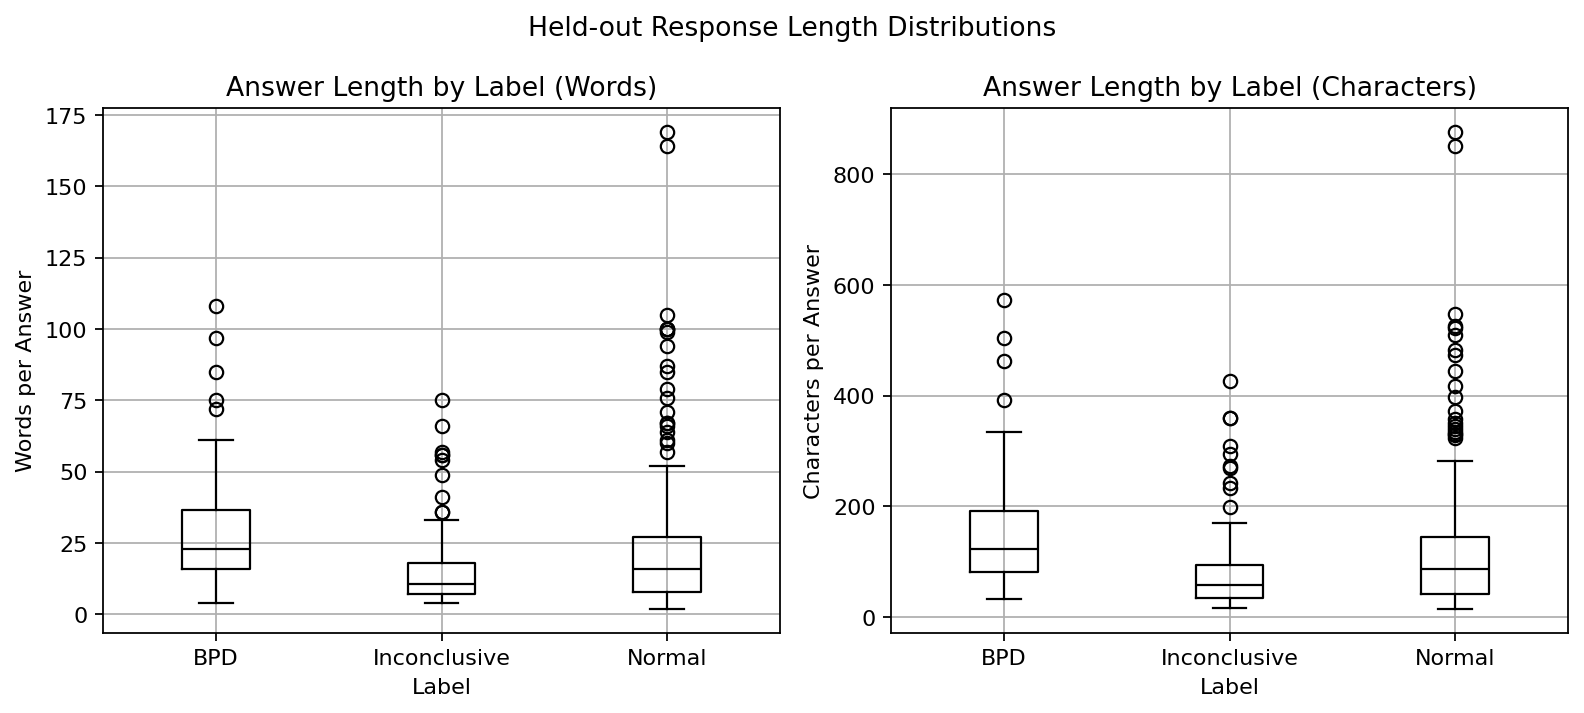 Held-out Response Length Distributions
Answer Length by Label (Words)
175
150
125
100
75
50
25
0
Words per Answer
BPD Inconclusive Normal
Label
Answer Length by Label (Characters)
800
600
400
200
0
Characters per Answer
BPD Inconclusive Normal
Label